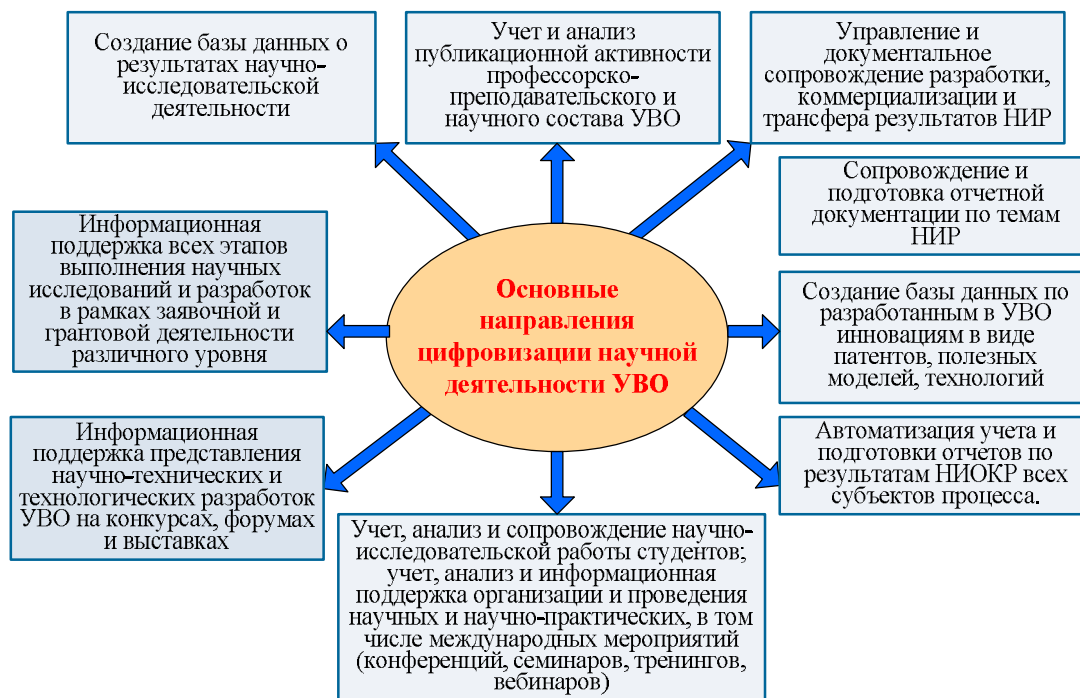 Создание базы данных о
результатах научно-
исследовательской
деятельности
Учет и анализ
публикационной активности
профессорско-
преподавательского и
научного состава УВО
Управление и
документальное
сопровождение разработки,
коммерциализации и
трансфера результатов НИР
Сопровождение и
подготовка отчетной
документации по темам
НИР
Информационная
поддержка всех этапов
выполнения научных
исследований и разработок
в рамках заявочной и
грантовой деятельности
различного уровня
Основные
направления
цифровизации научной
деятельности УВО
Создание базы данных по
разработанным в УВО
инновациям в виде
патентов, полезных
моделей, технологий
Информационная
поддержка представления
научно-технических и
технологических разработок
УВО на конкурсах, форумах
и выставках
Автоматизация учета и
подготовки отчетов по
результатам НИОКР всех
субъектов процесса.
Учет, анализ и сопровождение научно-
исследовательской работы студентов;
учет, анализ и информационная
поддержка организации и проведения
научных и научно-практических, в том
числе международных мероприятий
(конференций, семинаров, тренингов,
вебинаров)